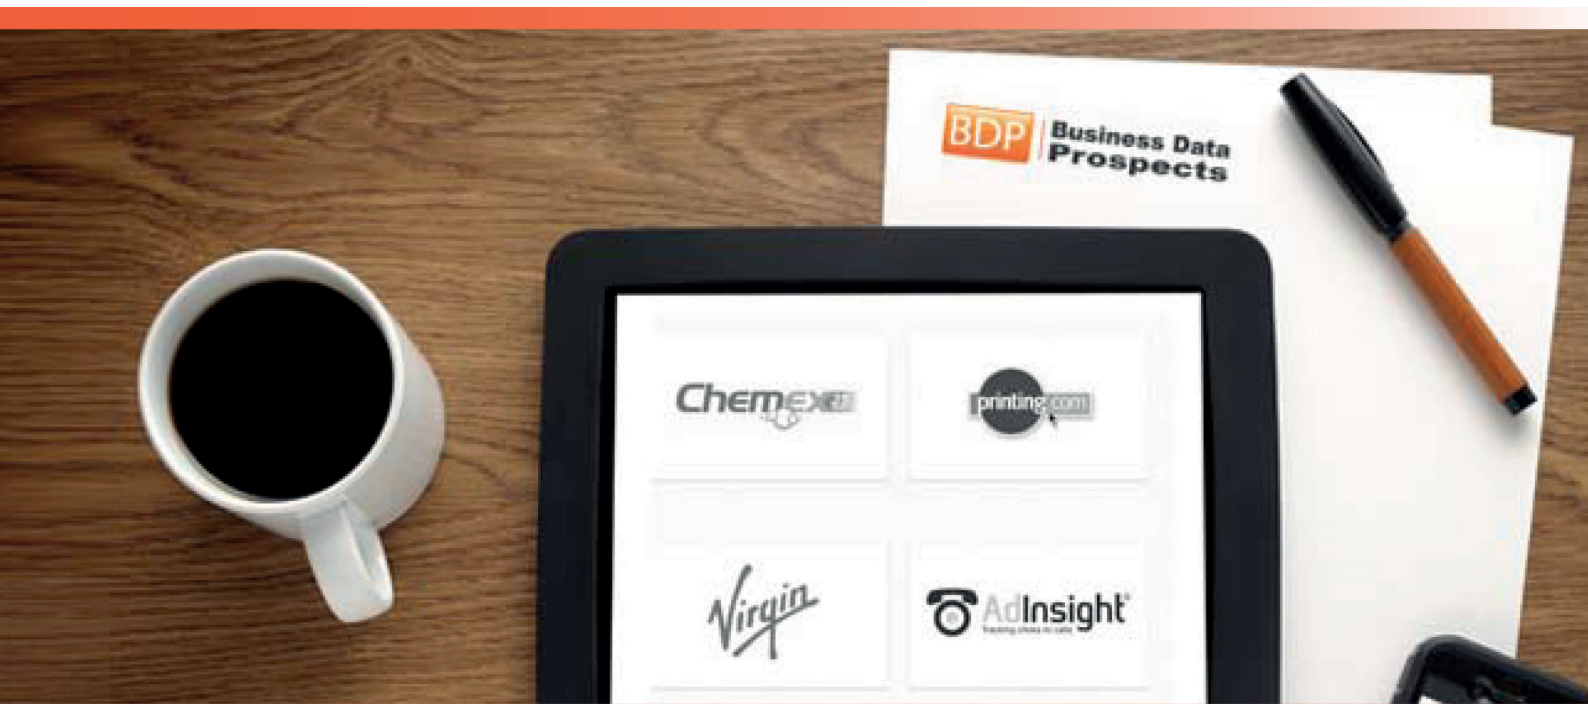 BDP Business Data
Prospects
Chemex
printing.com
Virgin
AdInsight®